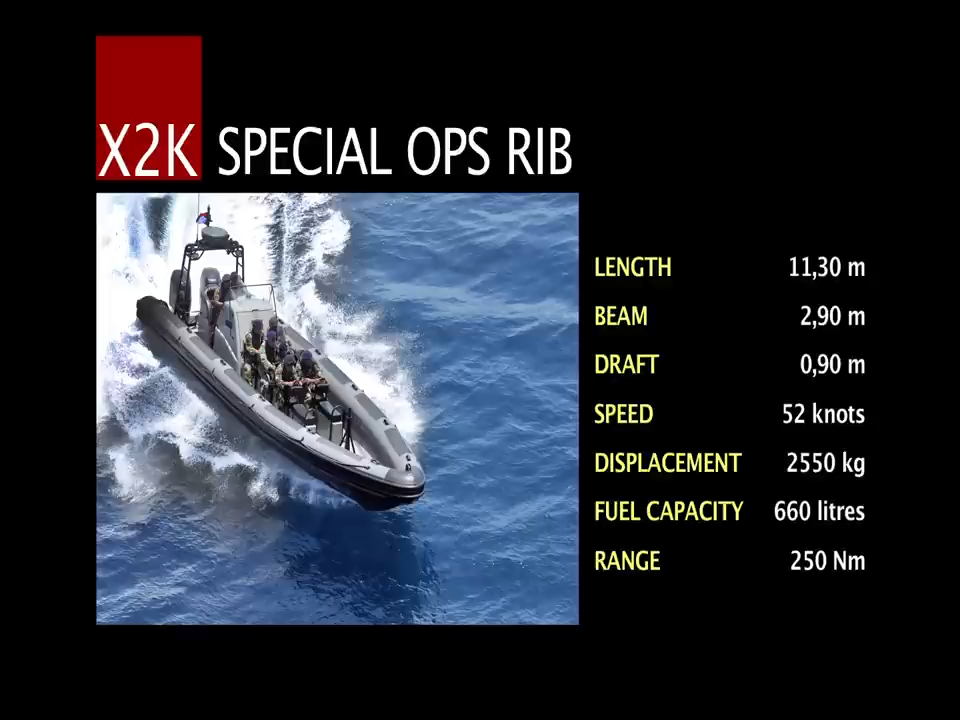 X2K SPECIAL OPS RIB
LENGTH 11,30 m
BEAM 2,90 m
DRAFT 0,90 m
SPEED 52 knots
DISPLACEMENT 2550 kg
FUEL CAPACITY 660 litres
RANGE 250 Nm